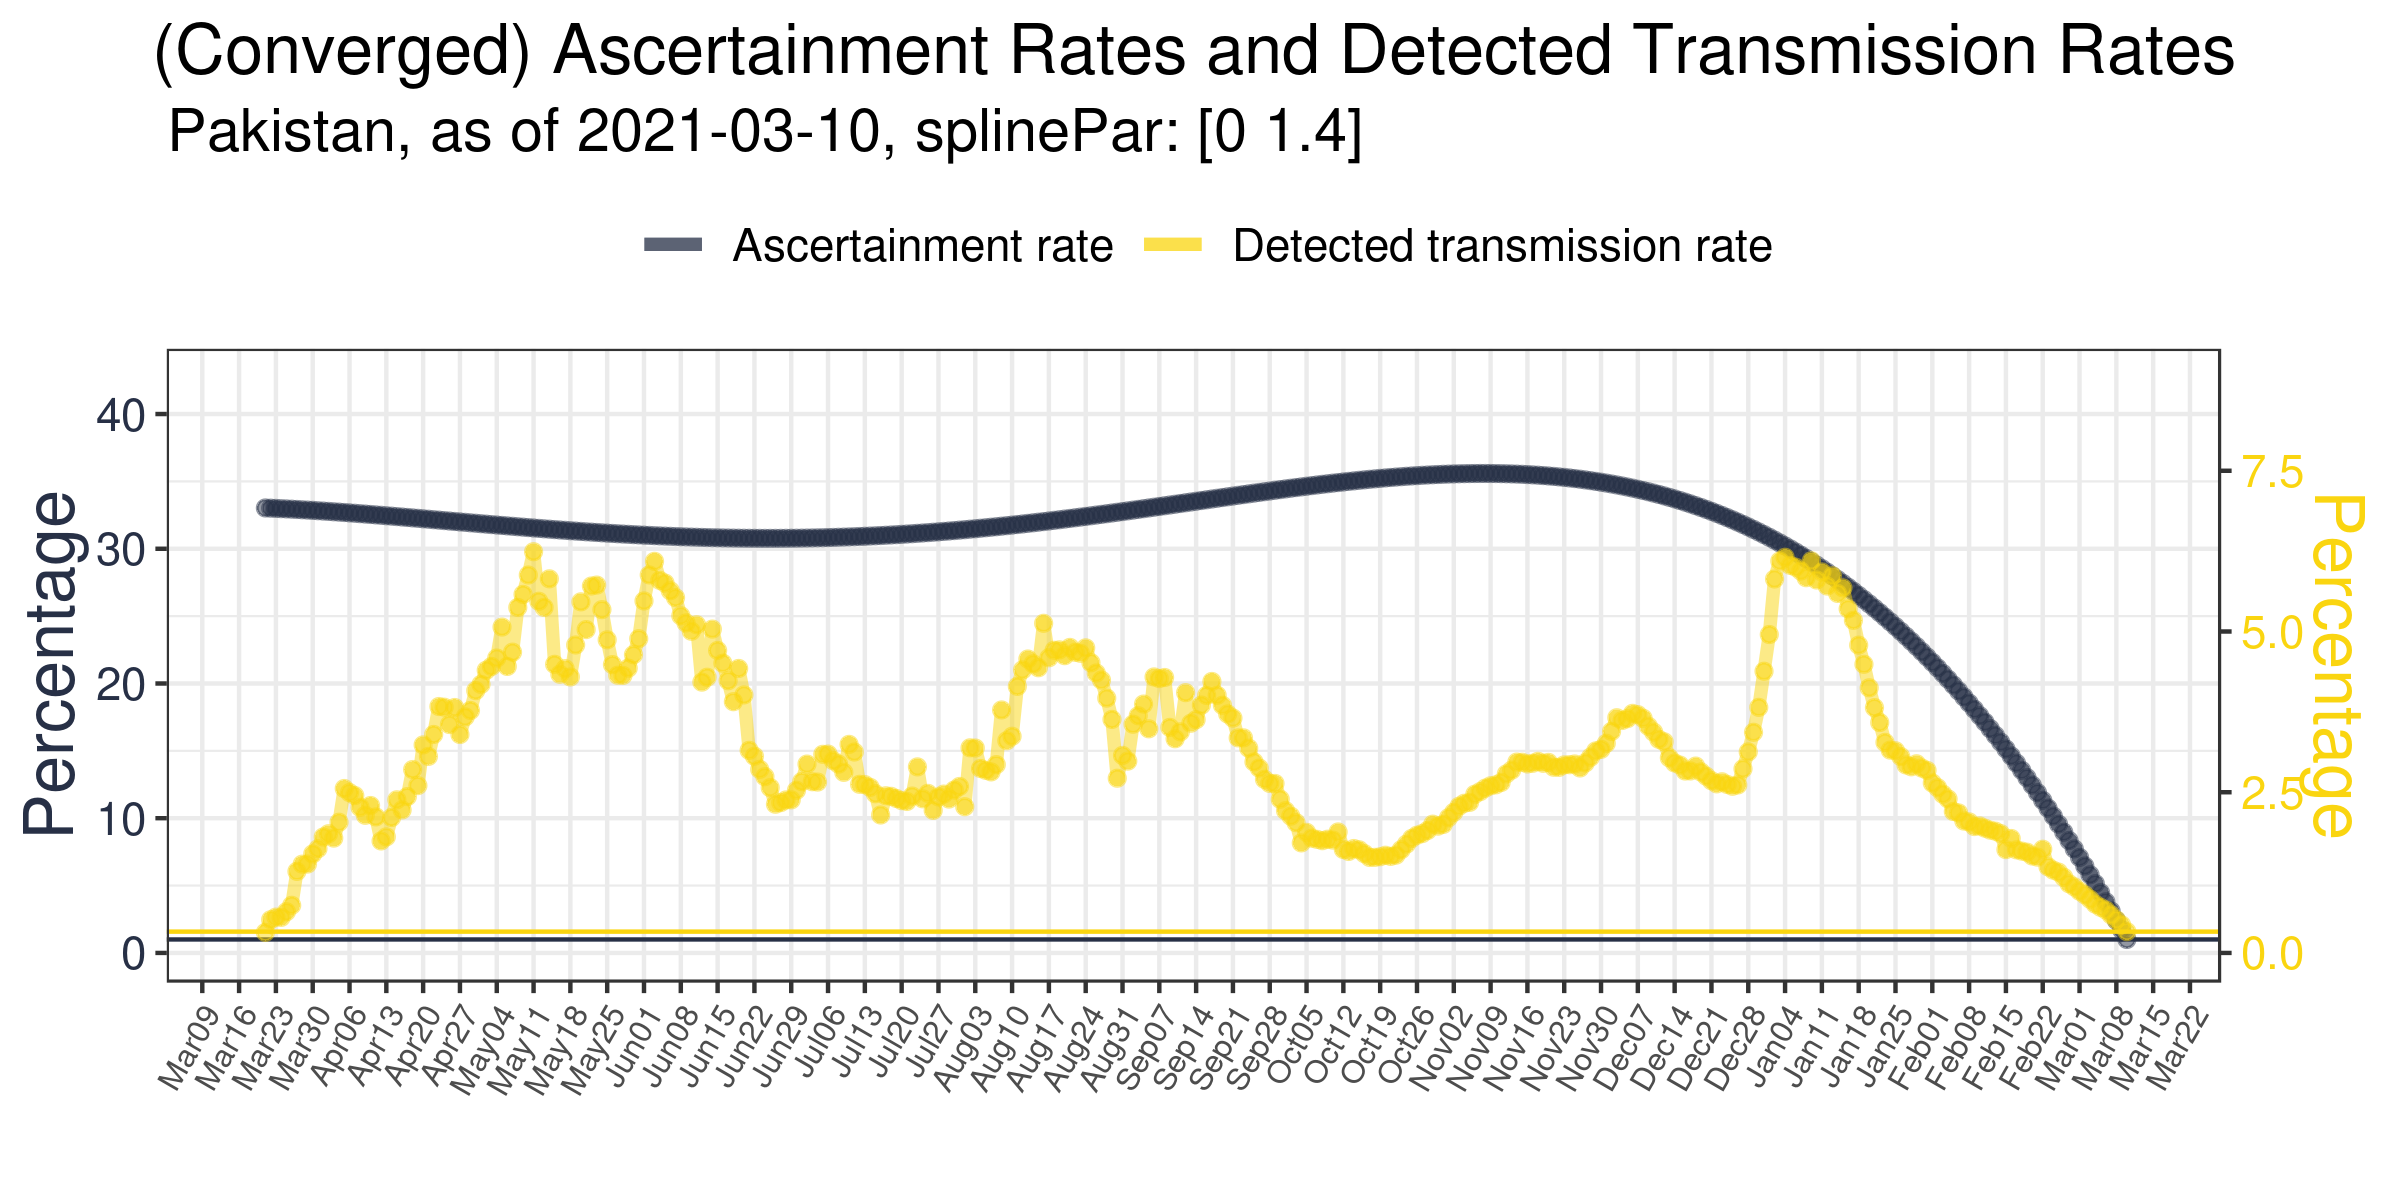 (Converged) Ascertainment Rates and Detected Transmission Rates
Pakistan, as of 2021-03-10, splinePar: [0 1.4]
Ascertainment rate
Detected transmission rate
Percentage
40
30
20
10
0
7.5
5.0
2.5
0.0
Percentage
Mar09
Mar16
Mar23
Mar30
Apr06
Apr13
Apr20
Apr27
May04
May11
May18
May25
Jun01
Jun08
Jun15
Jun22
Jun29
Jul06
Jul13
Jul20
Jul27
Aug03
Aug10
Aug17
Aug24
Aug31
Sep07
Sep14
Sep21
Sep28
Oct05
Oct12
Oct19
Oct26
Nov02
Nov09
Nov16
Nov23
Nov30
Dec07
Dec14
Dec21
Dec28
Jan04
Jan11
Jan18
Jan25
Feb01
Feb08
Feb15
Feb22
Mar01
Mar08
Mar15
Mar22